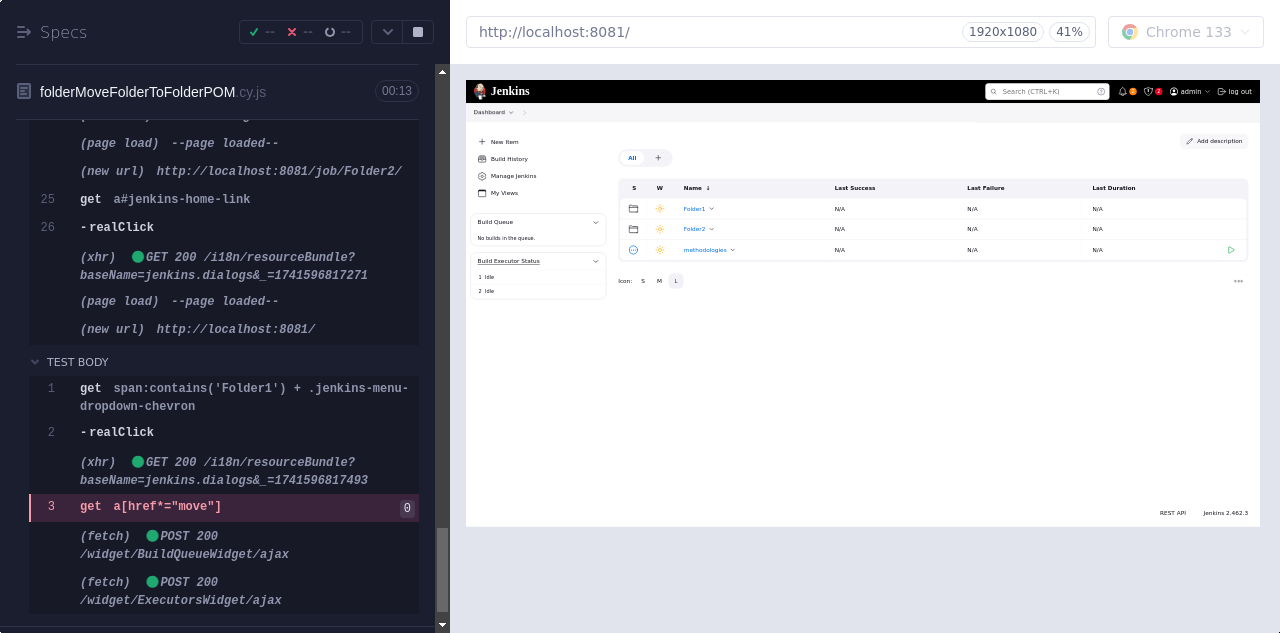 Specs
--
--
--
folderMoveFolderToFolderPOM.cy.js
00:13
(page load) --page loaded--
(new url) http://localhost:8081/job/Folder2/
25 get a#jenkins-home-link
26 -realClick
(xhr) GET 200 /i18n/resourceBundle?
baseName=jenkins.dialogs&_=1741596817271
(page load) --page loaded--
(new url) http://localhost:8081/
TEST BODY
1 get span:contains('Folder1') + .jenkins-menu-
dropdown-chevron
2 -realClick
(xhr) GET 200 /i18n/resourceBundle?
baseName=jenkins.dialogs&_=1741596817493
3 get a[href*="move"] 0
(fetch) POST 200
/widget/BuildQueueWidget/ajax
(fetch) POST 200
/widget/ExecutorsWidget/ajax
http://localhost:8081/
1920x1080
41%
Chrome 133
Jenkins
Search (CTRL+K)
2
2
admin
log out
Dashboard
New Item
Build History
Manage Jenkins
My Views
Build Queue
No builds in the queue.
Build Executor Status
1 Idle
2 Idle
Add description
All +
S W Name ↓ Last Success Last Failure Last Duration
Folder1 N/A N/A N/A
Folder2 N/A N/A N/A
methodologies N/A N/A N/A
Icon: S M L
REST API Jenkins 2.462.3